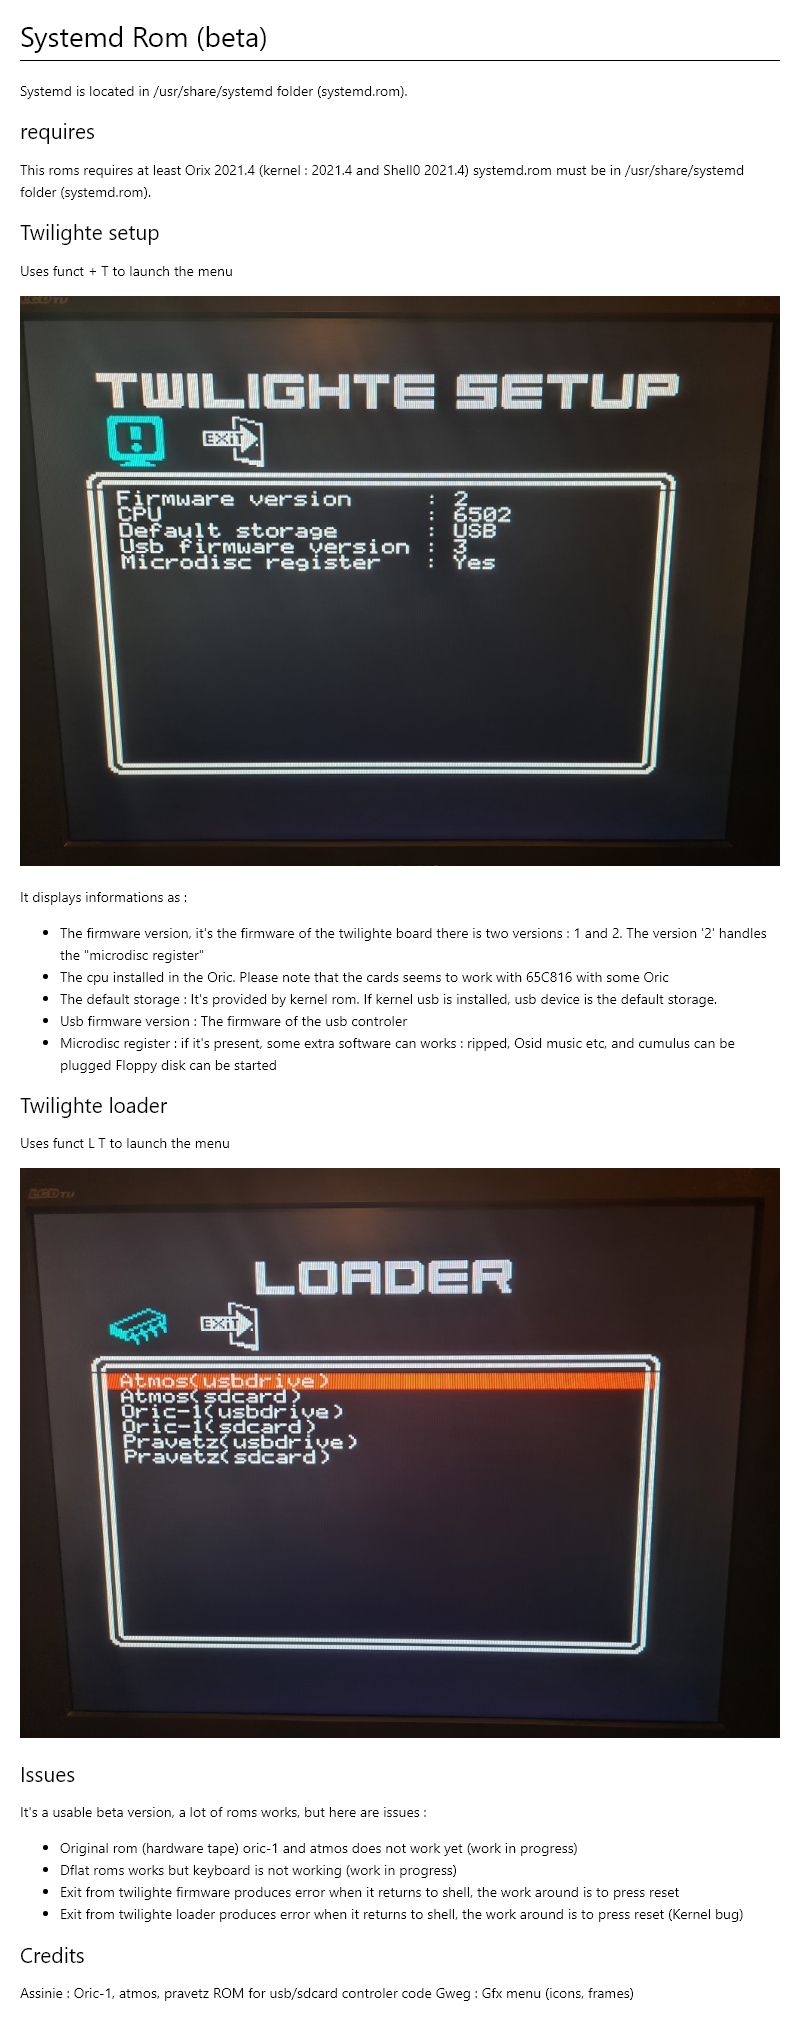 Systemd Rom (beta)
Systemd is located in /usr/share/systemd folder (systemd.rom).
requires
This roms requires at least Orix 2021.4 (kernel : 2021.4 and Shell0 2021.4) systemd.rom must be in /usr/share/systemd
folder (systemd.rom).
Twilighte setup
Uses funct + T to launch the menu
LCD TV
TWILIGHTE SETUP
EXiT
Firmware version : 2
CPU : 6502
Default storage : USB
Usb firmware version : 3
Microdisc register : Yes
It displays informations as :
The firmware version, it's the firmware of the twilighte board there is two versions : 1 and 2. The version '2' handles
the "microdisc register"
The cpu installed in the Oric. Please note that the cards seems to work with 65C816 with some Oric
The default storage : It's provided by kernel rom. If kernel usb is installed, usb device is the default storage.
Usb firmware version : The firmware of the usb controler
Microdisc register : if it's present, some extra software can works : ripped, Osid music etc, and cumulus can be
plugged Floppy disk can be started
Twilighte loader
Uses funct L T to launch the menu
LCD TV
LOADER
EXiT
Atmos(usbdrive)
Atmos(sdcard)
Oric-1(usbdrive)
Oric-1(sdcard)
Pravetz(usbdrive)
Pravetz(sdcard)
Issues
It's a usable beta version, a lot of roms works, but here are issues :
Original rom (hardware tape) oric-1 and atmos does not work yet (work in progress)
Dflat roms works but keyboard is not working (work in progress)
Exit from twilighte firmware produces error when it returns to shell, the work around is to press reset
Exit from twilighte loader produces error when it returns to shell, the work around is to press reset (Kernel bug)
Credits
Assinie : Oric-1, atmos, pravetz ROM for usb/sdcard controler code Gweg : Gfx menu (icons, frames)